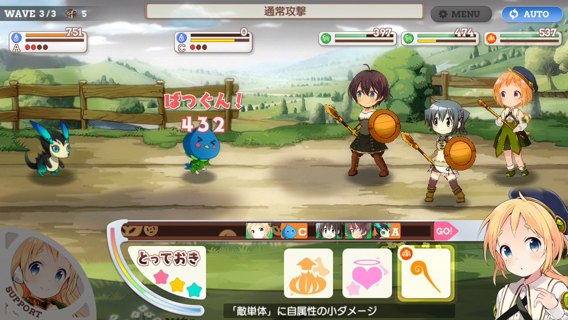 WAVE 3/3 5
通常攻撃
MENU
AUTO
751
A
0
C
397
474
537
ばつぐん!
432
C
A
GO!
とっておき
SUPPORT
「敵単体」に自属性の小ダメージ